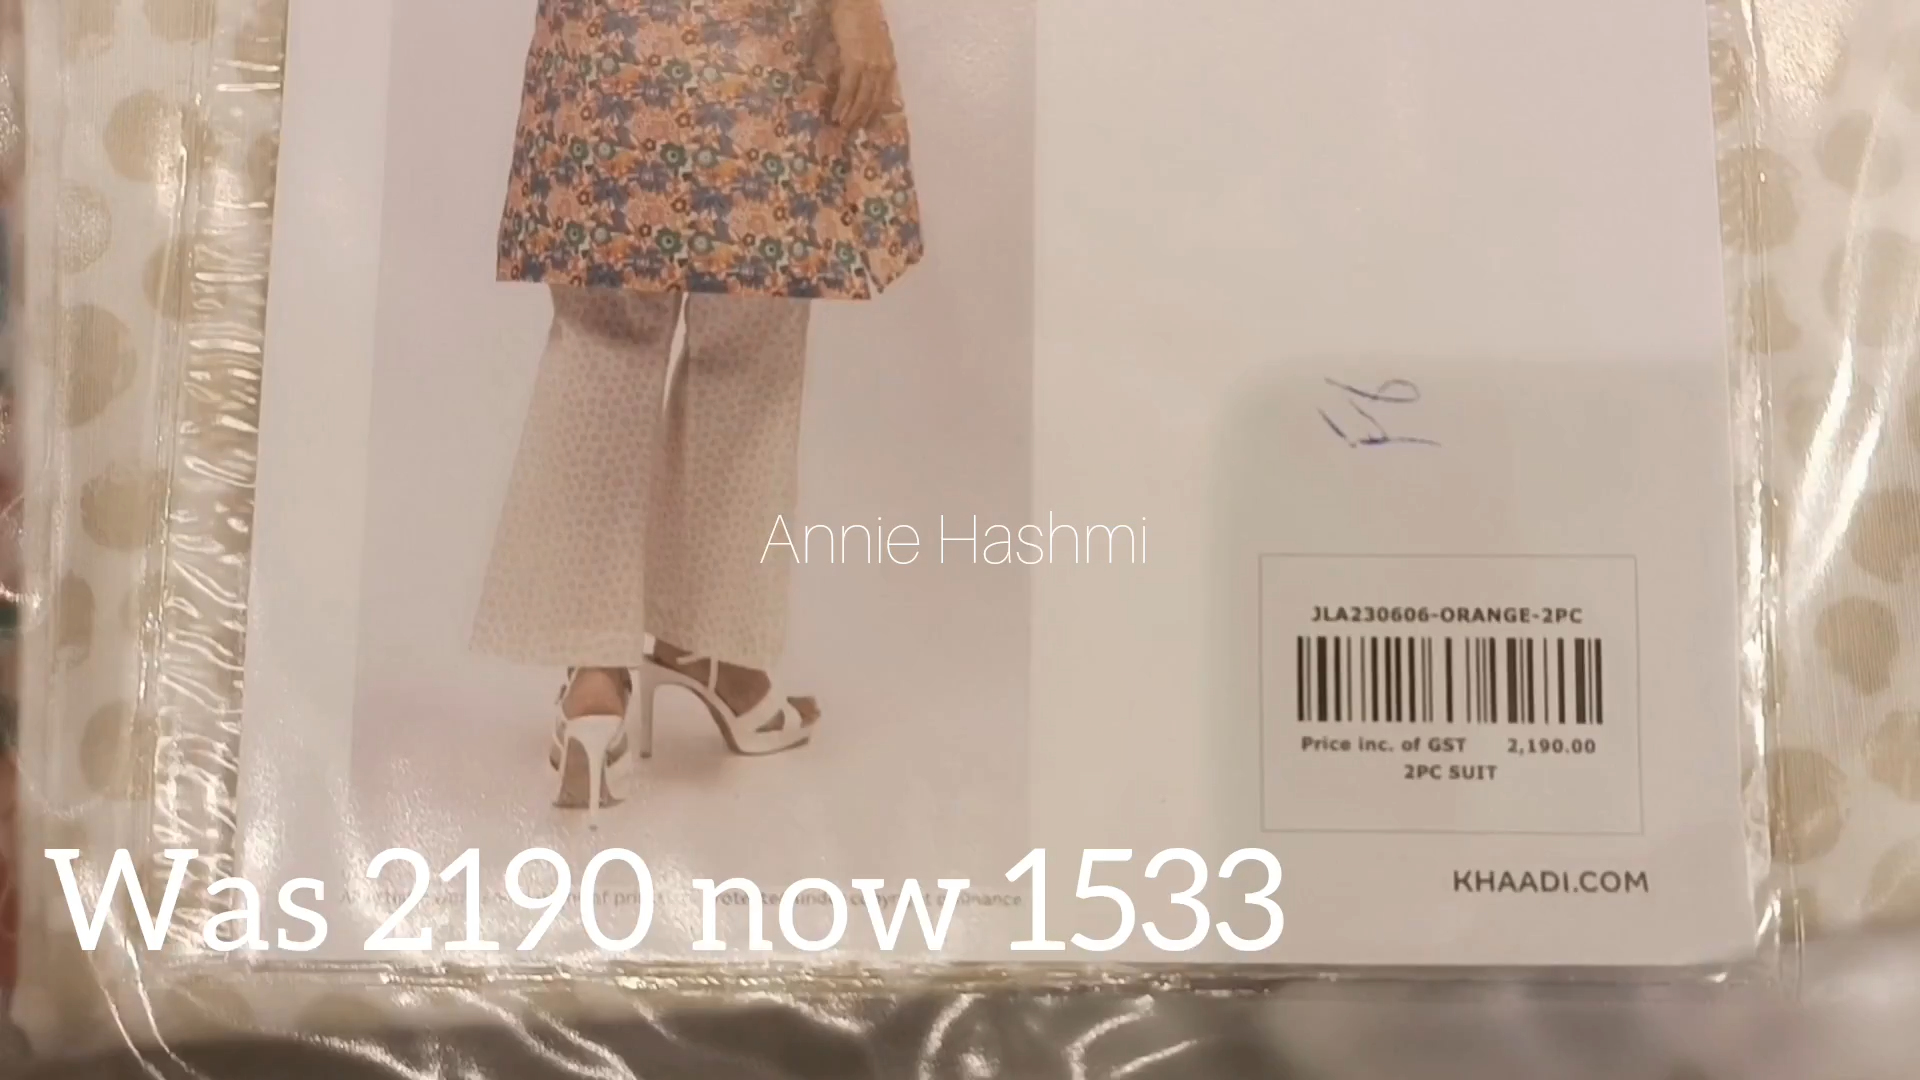 Annie Hashmi
JLA230606-ORANGE-2PC
Price inc. of GST 2,190.00
2PC SUIT
KHAADI.COM
Was 2190 now 1533